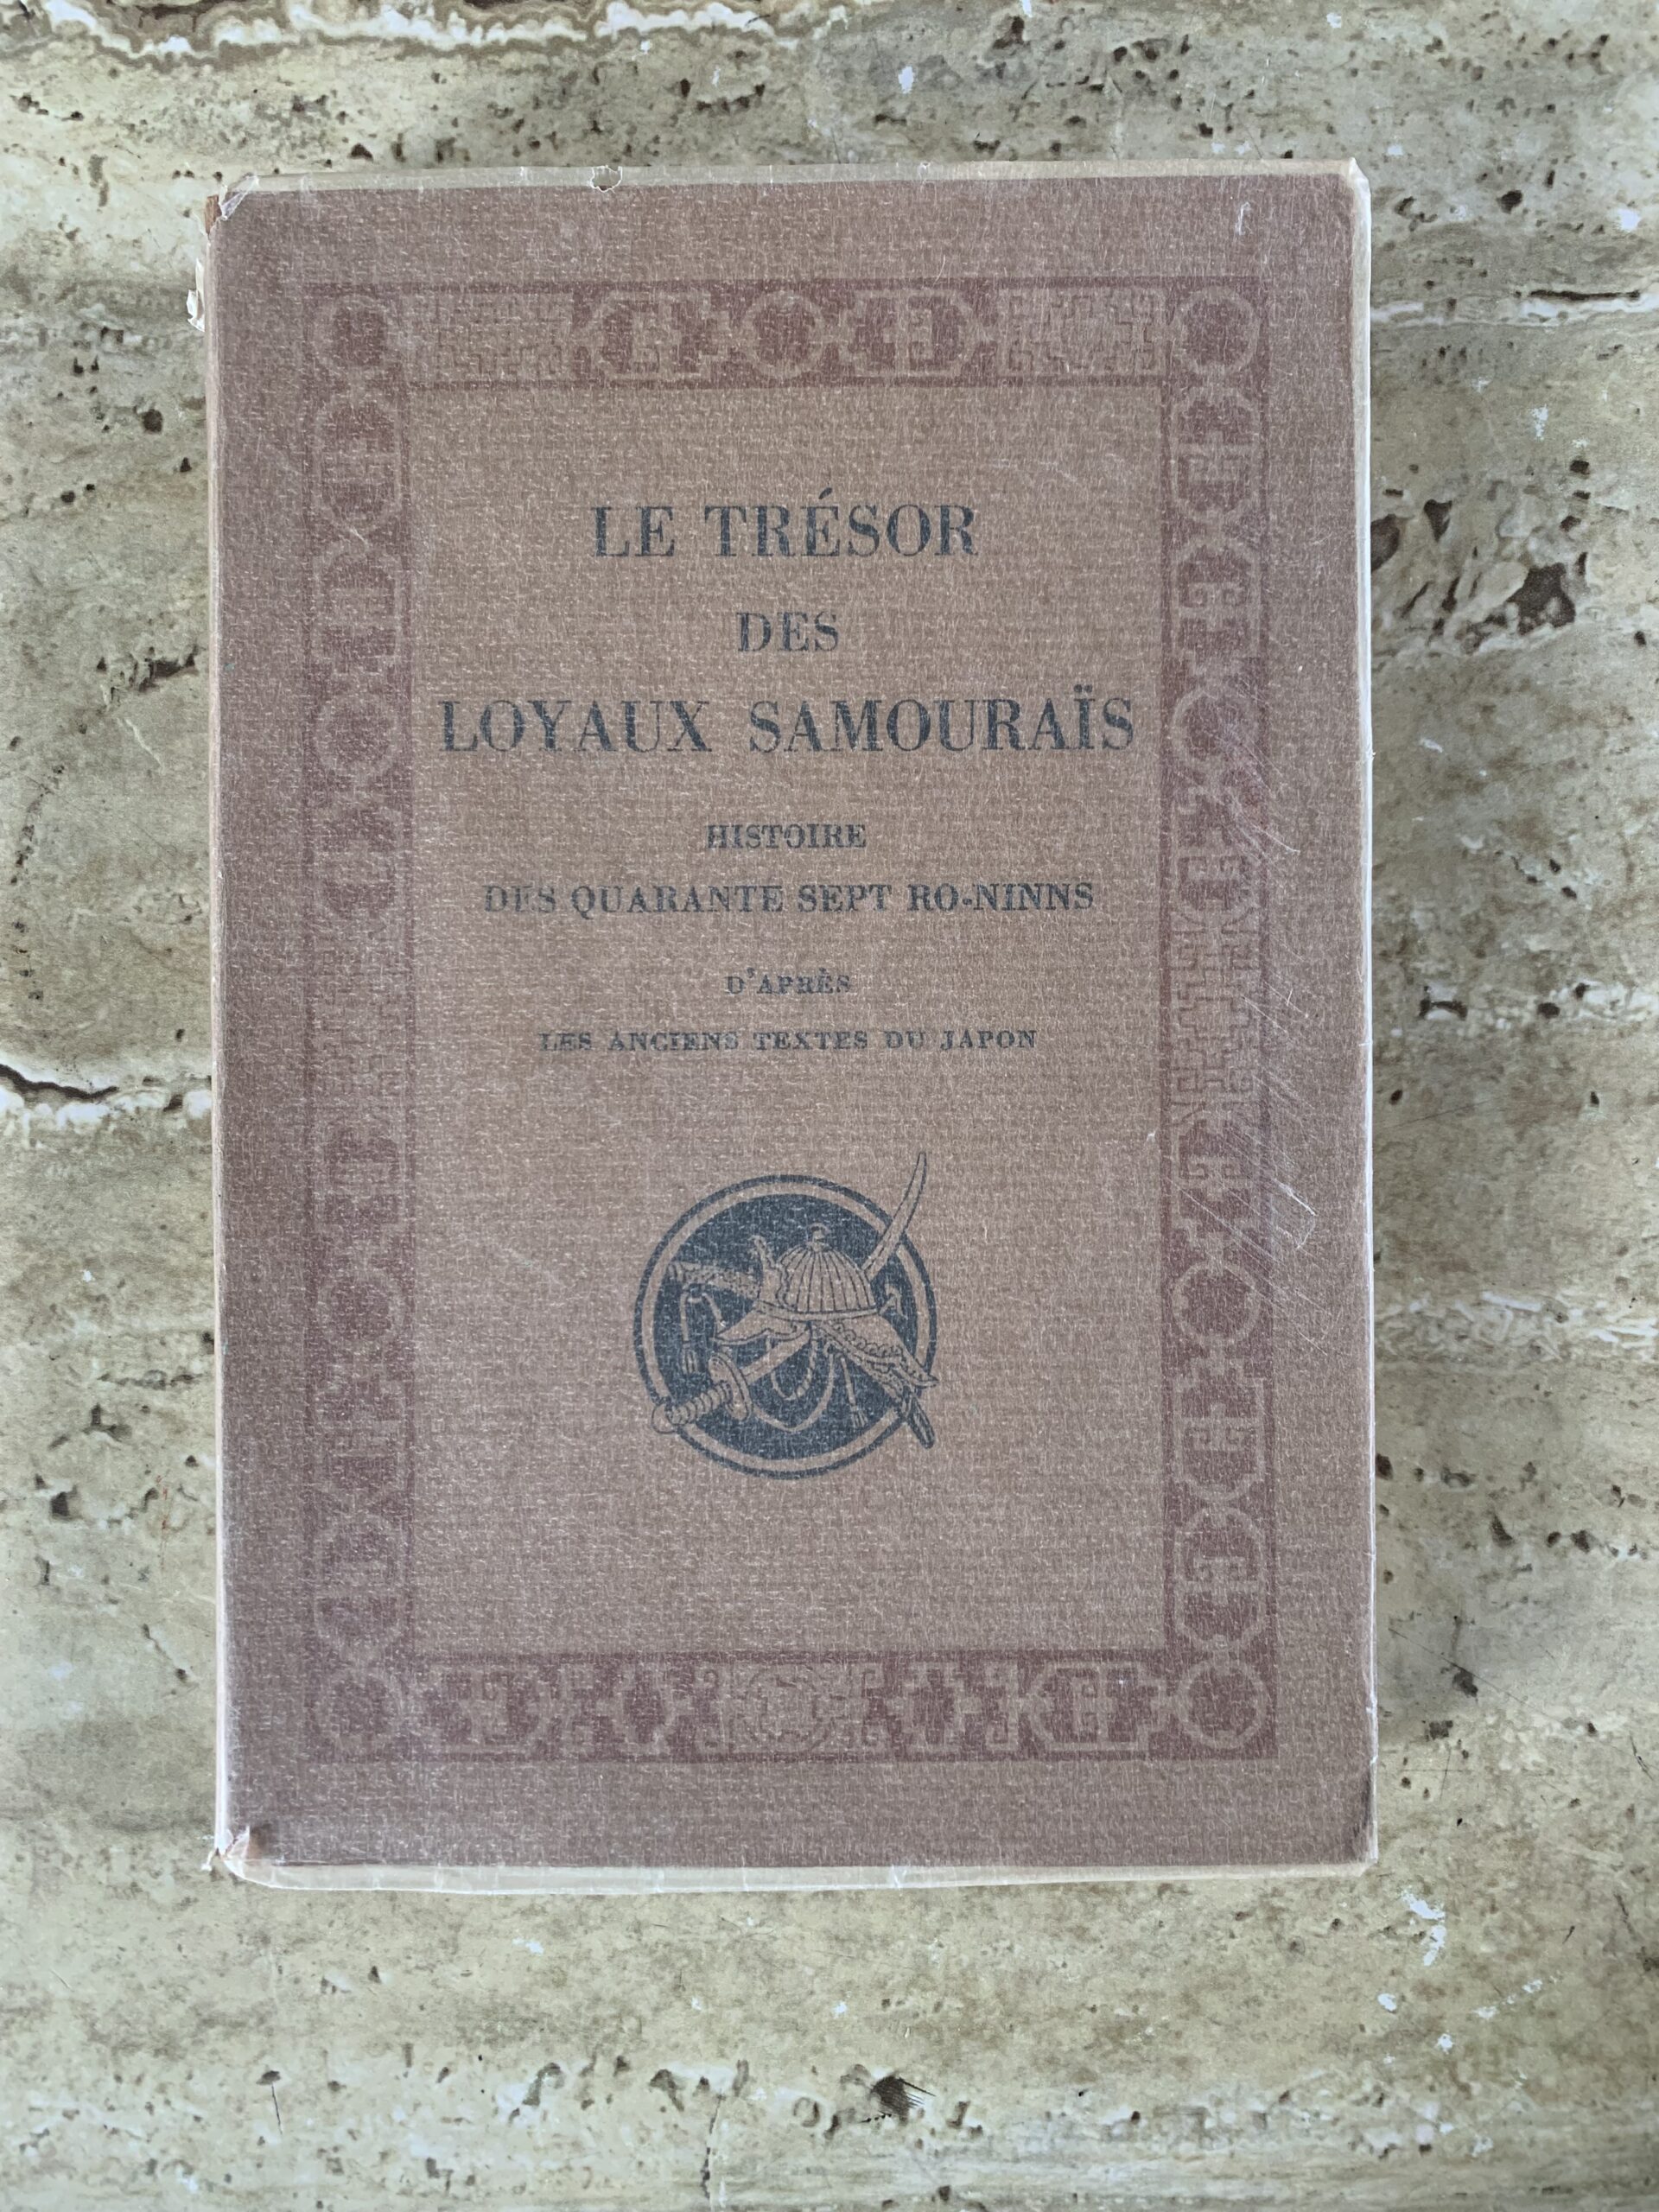 LE TRÉSOR
DES
LOYAUX SAMOURAÏS
HISTOIRE
DES QUARANTE SEPT RO-NINNS
D'APRÈS
LES ANCIENS TEXTES DU JAPON